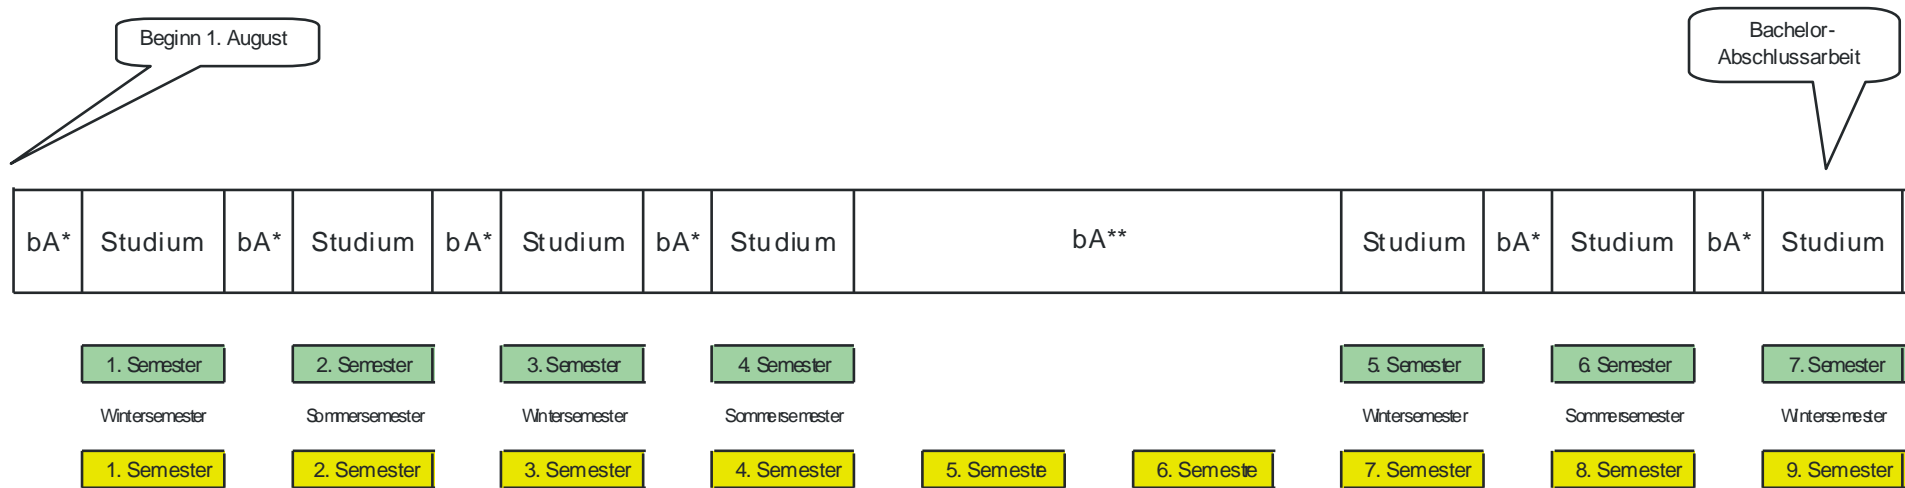 Beginn 1. August
Bachelor-
Abschlussarbeit
bA* Studium bA* Studium bA* Studium bA* Studium bA** Studium bA* Studium bA* Studium
1. Semester 2. Semester 3. Semester 4. Semester 5. Semester 6. Semester 7. Semester
Wintersemester Sommersemester Wintersemester Sommersemester Wintersemester Sommersemester Wintersemester
1. Semester 2. Semester 3. Semester 4. Semester 5. Semestre 6. Semestre 7. Semester 8. Semester 9. Semester